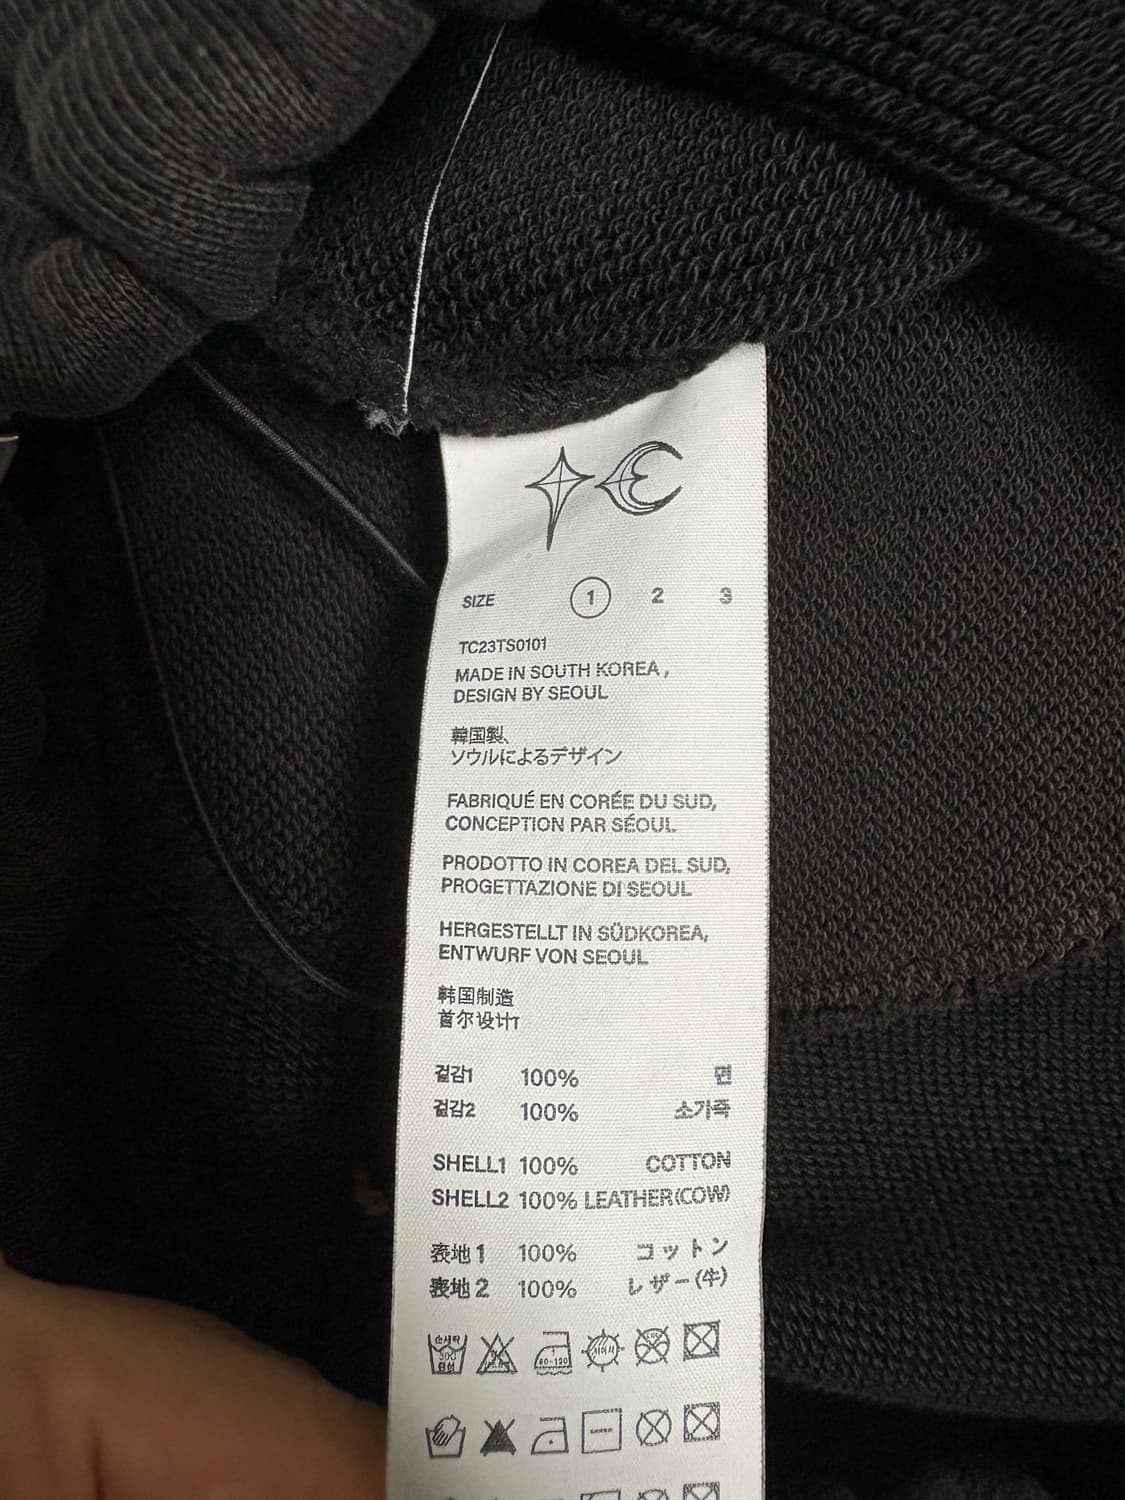 SIZE 1 2 3
TC23TS0101
MADE IN SOUTH KOREA,
DESIGN BY SEOUL
韓国製、
ソウルによるデザイン
FABRIQUÉ EN CORÉE DU SUD,
CONCEPTION PAR SÉOUL
PRODOTTO IN COREA DEL SUD,
PROGETTAZIONE DI SEOUL
HERGESTELLT IN SÜDKOREA,
ENTWURF VON SEOUL
韩国制造
首尔设计
겉감1 100% 면
겉감2 100% 소가죽
SHELL1 100% COTTON
SHELL2 100% LEATHER(COW)
表地1 100% コットン
表地2 100% レザー(牛)
손세탁